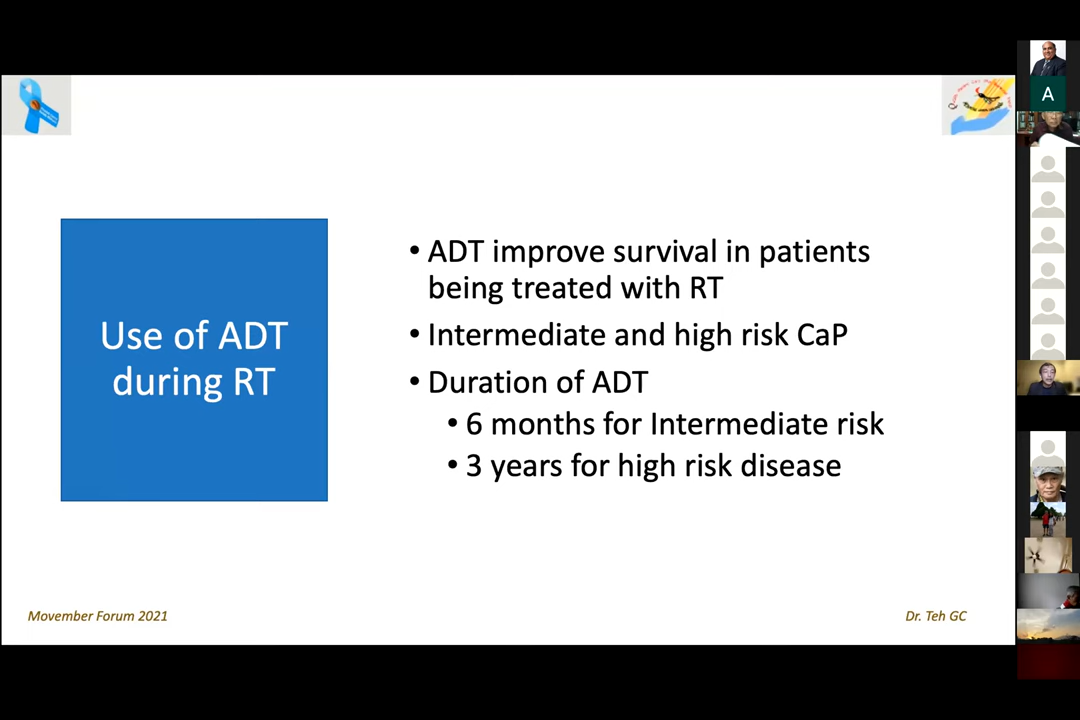 Use of ADT
during RT
• ADT improve survival in patients
being treated with RT
• Intermediate and high risk CaP
• Duration of ADT
• 6 months for Intermediate risk
• 3 years for high risk disease
Movember Forum 2021
Dr. Teh GC
A